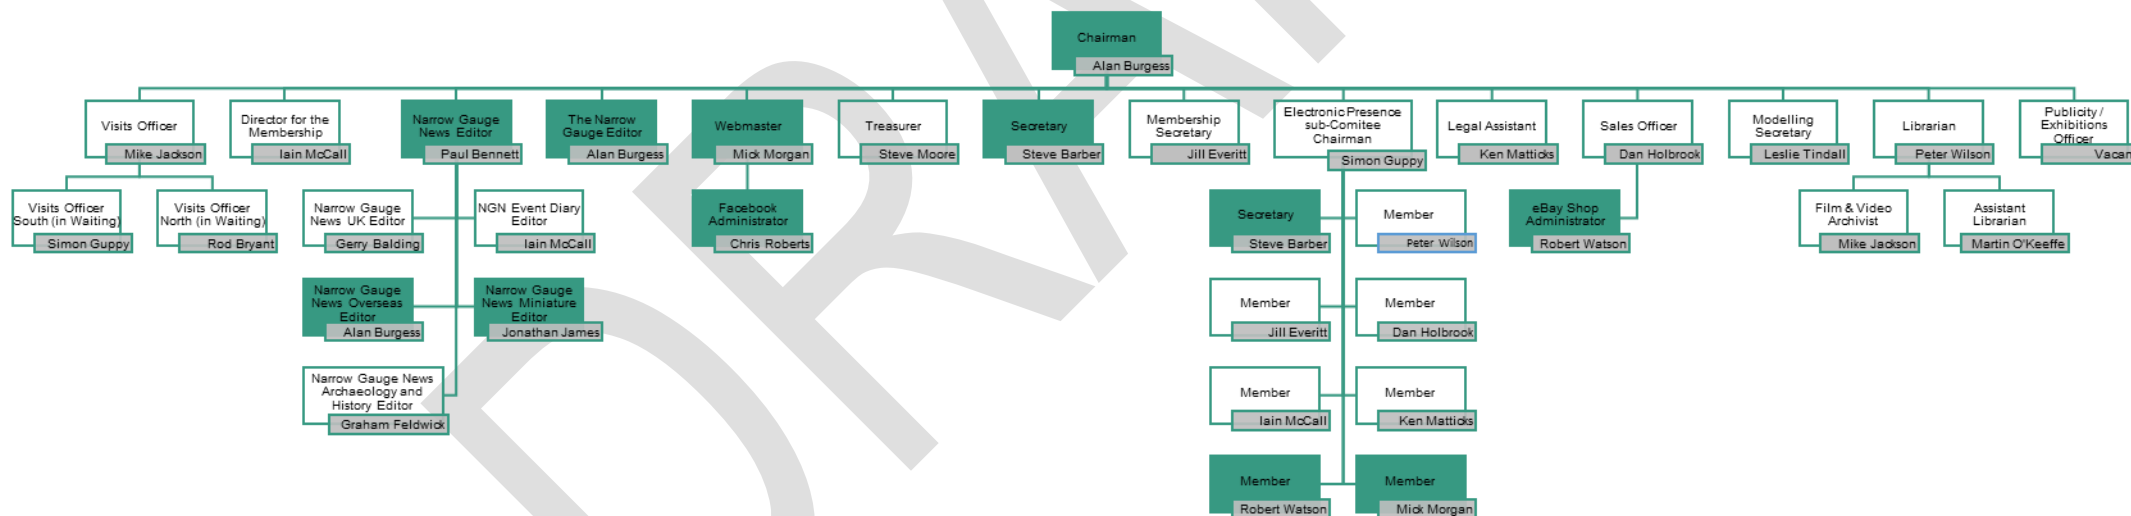 Chairman
Alan Burgess
Visits Officer
Mike Jackson
Director for the
Membership
Iain McCall
Narrow Gauge
News Editor
Paul Bennett
The Narrow
Gauge Editor
Alan Burgess
Webmaster
Mick Morgan
Treasurer
Steve Moore
Secretary
Steve Barber
Membership
Secretary
Jill Everitt
Electronic Presence
sub-Comitee
Chairman
Simon Guppy
Legal Assistant
Ken Matticks
Sales Officer
Dan Holbrook
Modelling
Secretary
Leslie Tindall
Librarian
Peter Wilson
Publicity /
Exhibitions
Officer
Vacan
Visits Officer
South (in Waiting)
Simon Guppy
Visits Officer
North (in Waiting)
Rod Bryant
Narrow Gauge
News UK Editor
Gerry Balding
NGN Event Diary
Editor
Iain McCall
Facebook
Administrator
Chris Roberts
Secretary
Steve Barber
Member
Peter Wilson
eBay Shop
Administrator
Robert Watson
Film & Video
Archivist
Mike Jackson
Assistant
Librarian
Martin O'Keeffe
Narrow Gauge
News Overseas
Editor
Alan Burgess
Narrow Gauge
News Miniature
Editor
Jonathan James
Member
Jill Everitt
Member
Dan Holbrook
Narrow Gauge News
Archaeology and
History Editor
Graham Feldwick
Member
Iain McCall
Member
Ken Matticks
Member
Robert Watson
Member
Mick Morgan
DRA